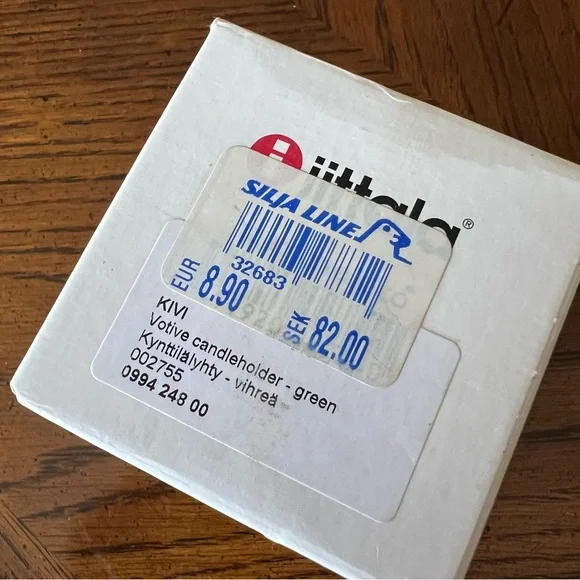 iittala®
SILJA LINE
32683
EUR 8.90
SEK 82.00
KIVI
Votive candleholder - green
Kynttilälyhty - vihreä
002755
0994 248 00